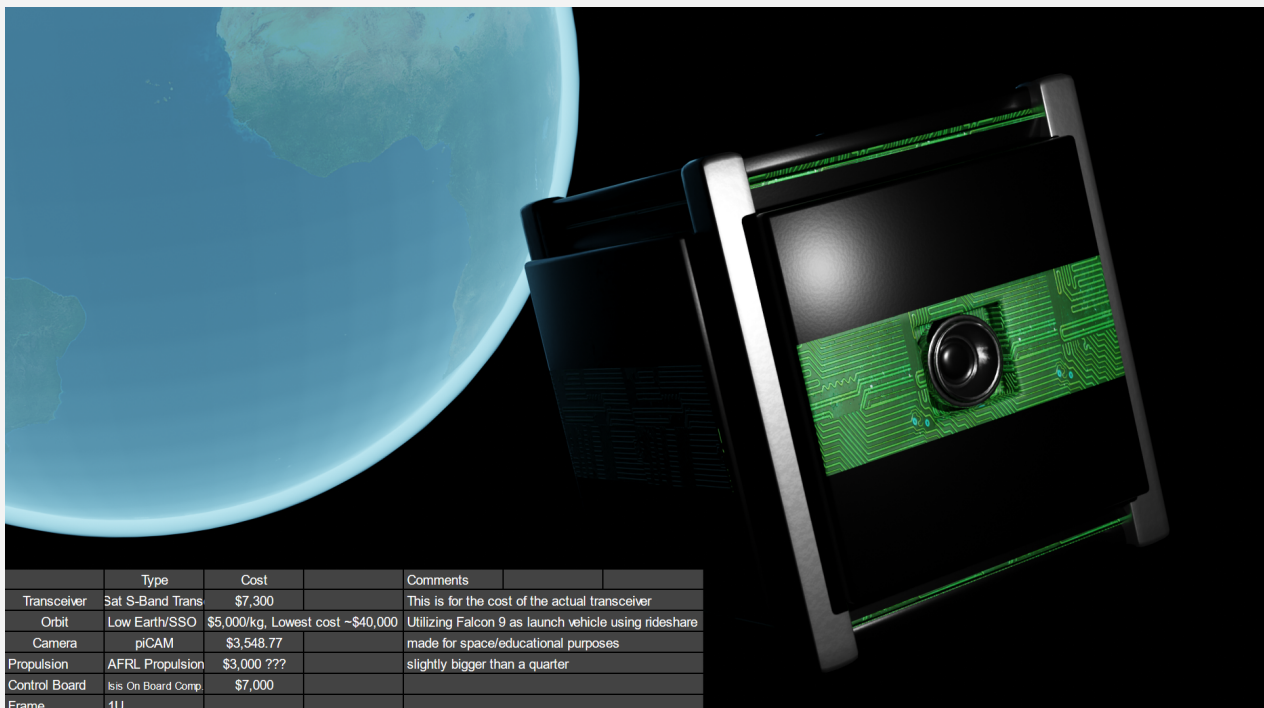 Type Cost Comments
Transceiver Sat S-Band Trans $7,300 This is for the cost of the actual transceiver
Orbit Low Earth/SSO $5,000/kg, Lowest cost ~$40,000 Utilizing Falcon 9 as launch vehicle using rideshare
Camera piCAM $3,548.77 made for space/educational purposes
Propulsion AFRL Propulsion $3,000 ??? slightly bigger than a quarter
Control Board Isis On Board Comp. $7,000
Frame 1U